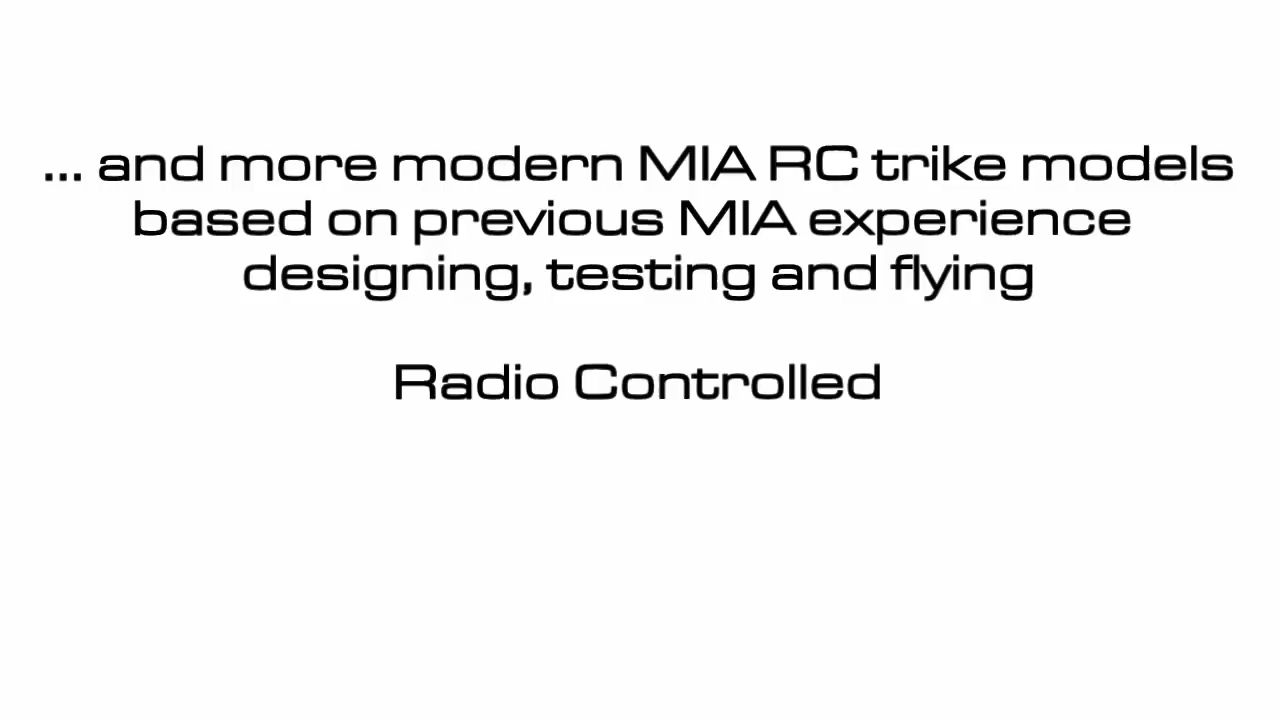 ... and more modern MIA RC trike models
based on previous MIA experience
designing, testing and flying
Radio Controlled